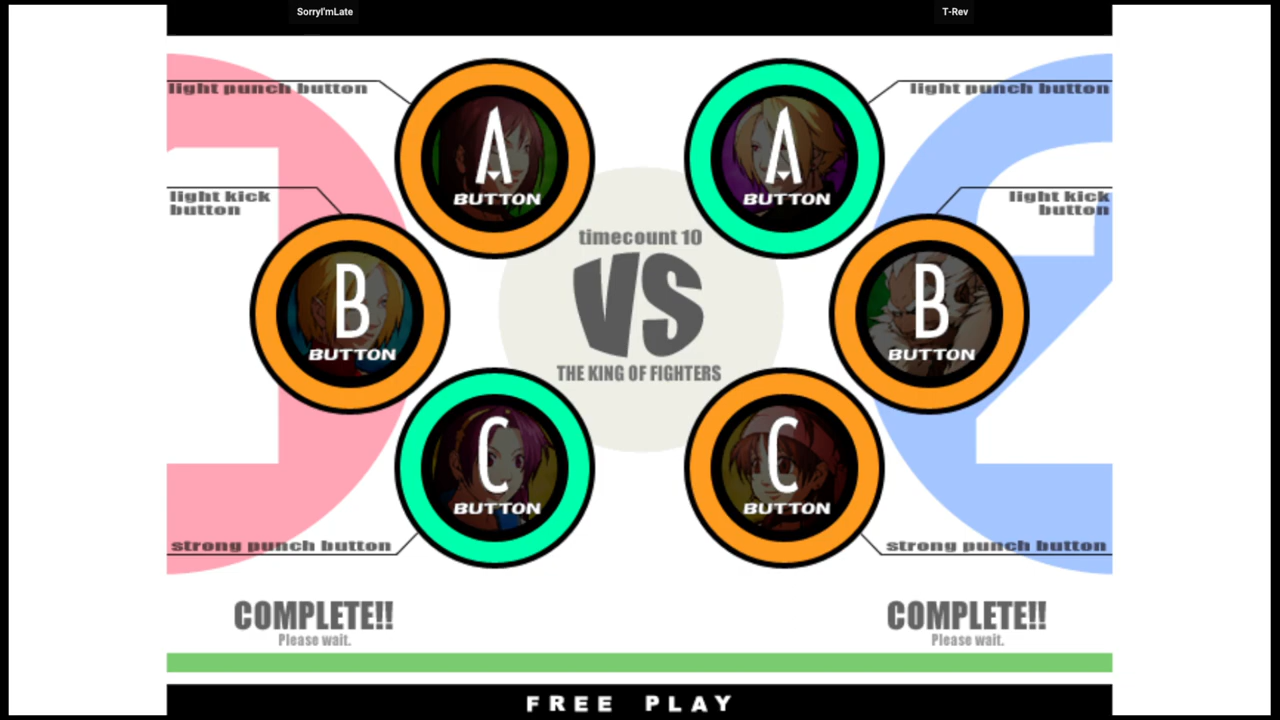 SorryI'mLate
T-Rev
light punch button
light punch button
A
BUTTON
A
BUTTON
light kick
button
light kick
button
timecount 10
VS
THE KING OF FIGHTERS
B
BUTTON
B
BUTTON
C
BUTTON
C
BUTTON
strong punch button
strong punch button
COMPLETE!!
Please wait.
COMPLETE!!
Please wait.
FREE PLAY
1
2